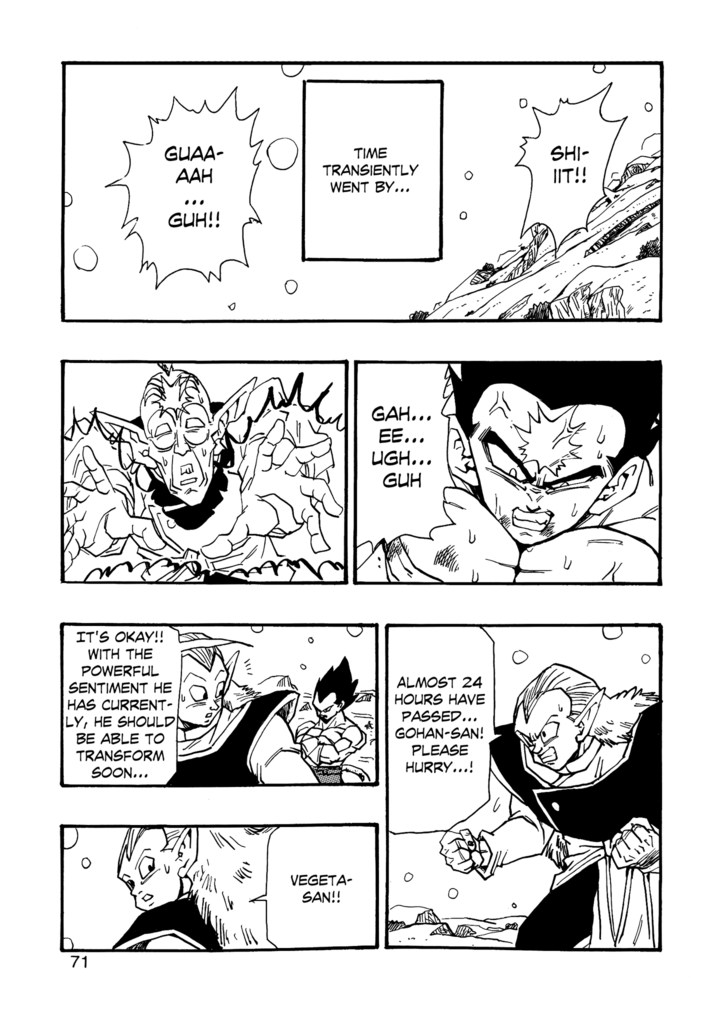 SHI-
IIT!!
TIME
TRANSIENTLY
WENT BY...
GUAA-
AAH
...
GUH!!
GAH...
EE...
UGH...
GUH
ALMOST 24
HOURS HAVE
PASSED...
GOHAN-SAN!
PLEASE
HURRY...!
IT'S OKAY!!
WITH THE
POWERFUL
SENTIMENT HE
HAS CURRENT-
LY, HE SHOULD
BE ABLE TO
TRANSFORM
SOON...
VEGETA-
SAN!!
71